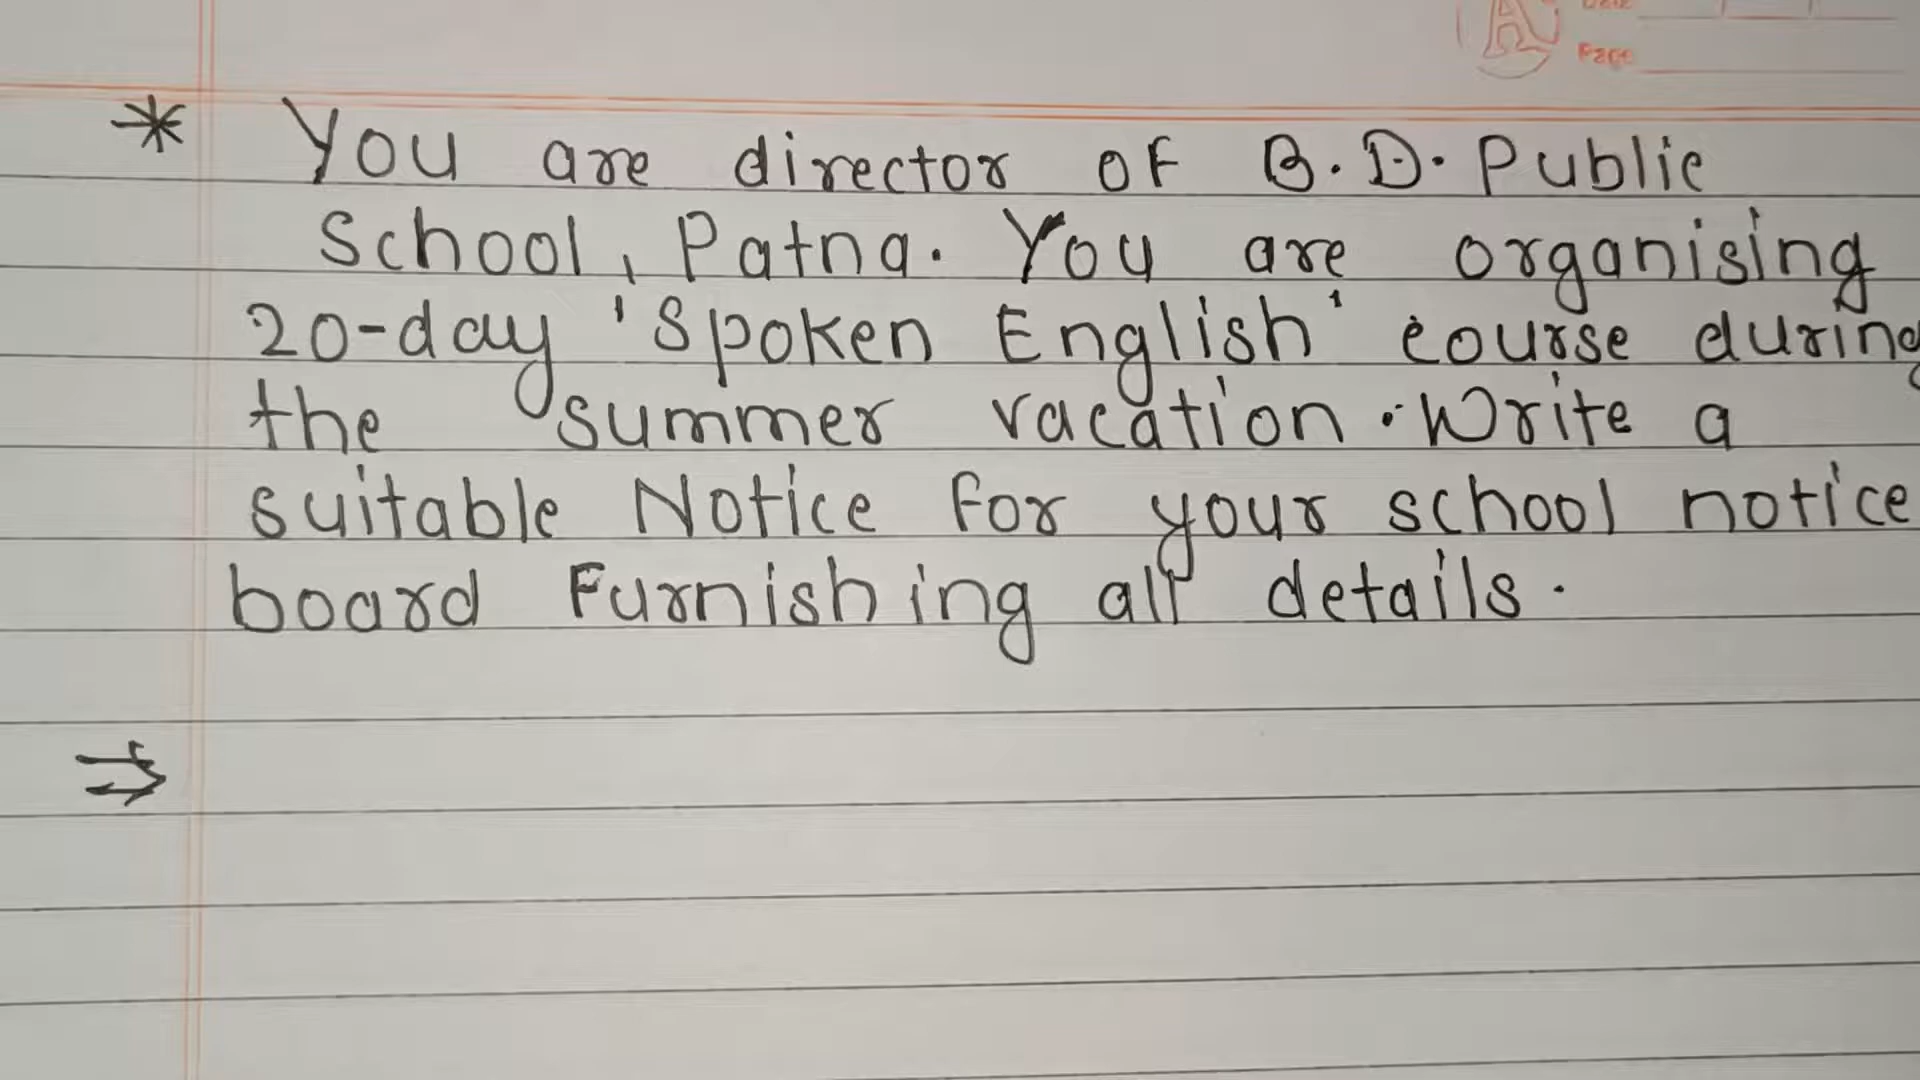 Page
* You are director of B.D. Public
School, Patna. You are organising
20-day 'Spoken English' course during
the summer vacation. Write a
suitable Notice for your school notice
board Furnishing all details.
⇒